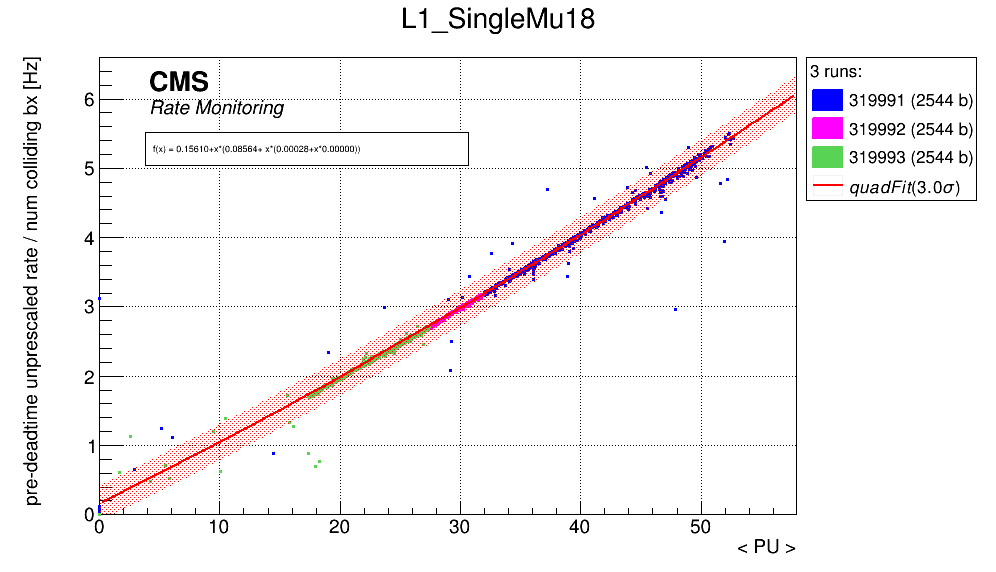 L1_SingleMu18
pre-deadtime unprescaled rate / num colliding bx [Hz]
CMS
Rate Monitoring
f(x) = 0.15610+x*(0.08564+ x*(0.00028+x*0.00000))
6
5
4
3
2
1
0
0 10 20 30 40 50
< PU >
3 runs:
319991 (2544 b)
319992 (2544 b)
319993 (2544 b)
quadFit(3.0σ)